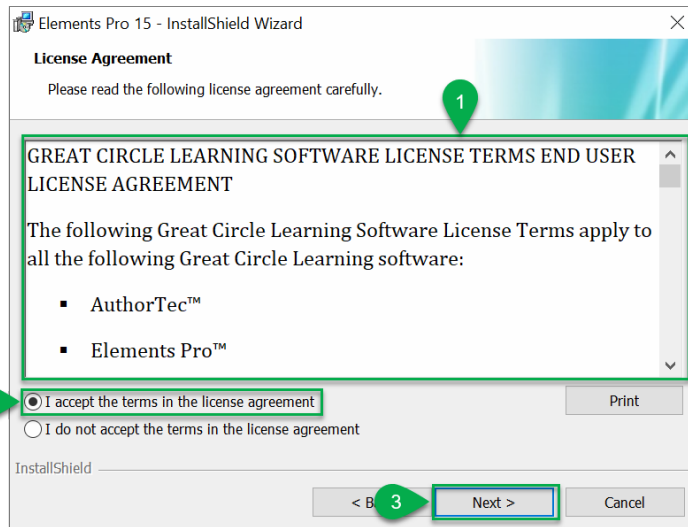 Elements Pro 15 - InstallShield Wizard
License Agreement
Please read the following license agreement carefully.
1
GREAT CIRCLE LEARNING SOFTWARE LICENSE TERMS END USER
LICENSE AGREEMENT
The following Great Circle Learning Software License Terms apply to
all the following Great Circle Learning software:
▪ AuthorTec™
▪ Elements Pro™
I accept the terms in the license agreement
Print
I do not accept the terms in the license agreement
InstallShield
< B
3
Next >
Cancel